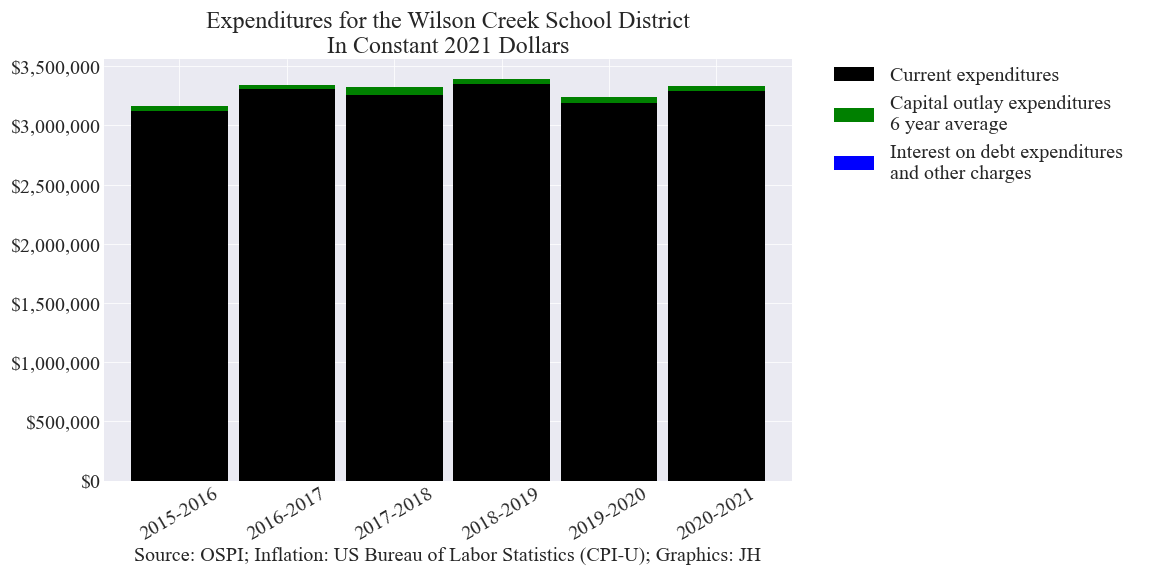 Expenditures for the Wilson Creek School District
In Constant 2021 Dollars
$3,500,000
$3,000,000
$2,500,000
$2,000,000
$1,500,000
$1,000,000
$500,000
$0
2015-2016
2016-2017
2017-2018
2018-2019
2019-2020
2020-2021
Source: OSPI; Inflation: US Bureau of Labor Statistics (CPI-U); Graphics: JH
Current expenditures
Capital outlay expenditures
6 year average
Interest on debt expenditures
and other charges